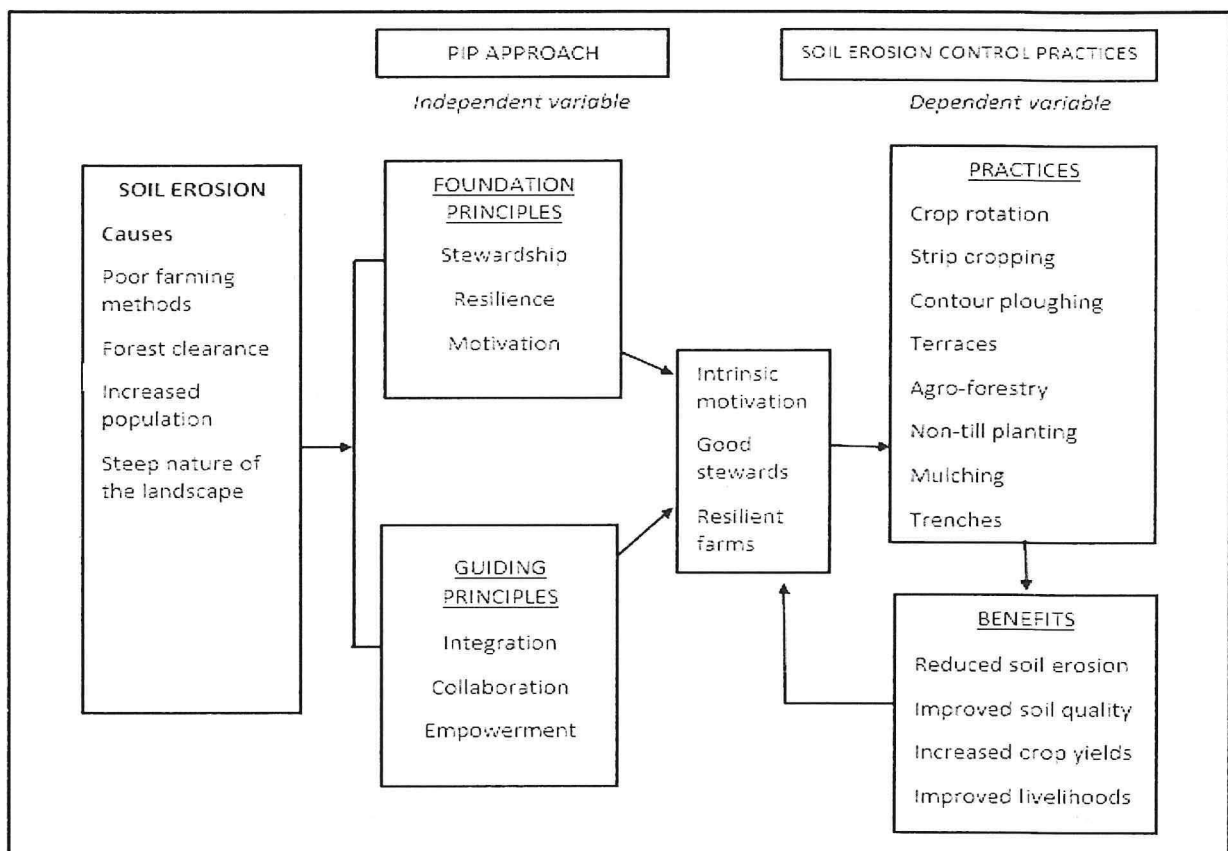 PIP APPROACH
Independent variable
SOIL EROSION CONTROL PRACTICES
Dependent variable
SOIL EROSION
Causes
Poor farming
methods
Forest clearance
Increased
population
Steep nature of
the landscape
FOUNDATION
PRINCIPLES
Stewardship
Resilience
Motivation
GUIDING
PRINCIPLES
Integration
Collaboration
Empowerment
Intrinsic
motivation
Good
stewards
Resilient
farms
PRACTICES
Crop rotation
Strip cropping
Contour ploughing
Terraces
Agro-forestry
Non-till planting
Mulching
Trenches
BENEFITS
Reduced soil erosion
Improved soil quality
Increased crop yields
Improved livelihoods